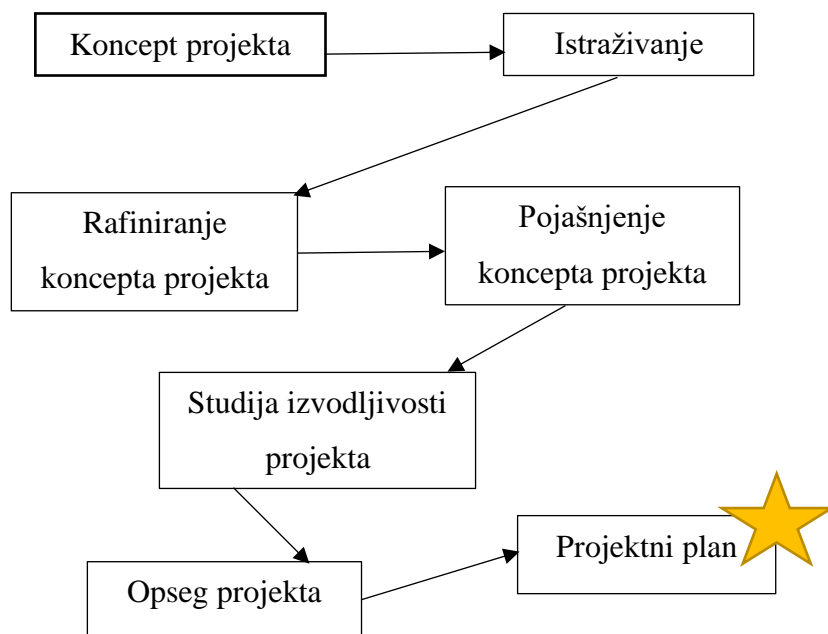 Koncept projekta
Istraživanje
Rafiniranje
koncepta projekta
Pojašnjenje
koncepta projekta
Studija izvodljivosti
projekta
Opseg projekta
Projektni plan